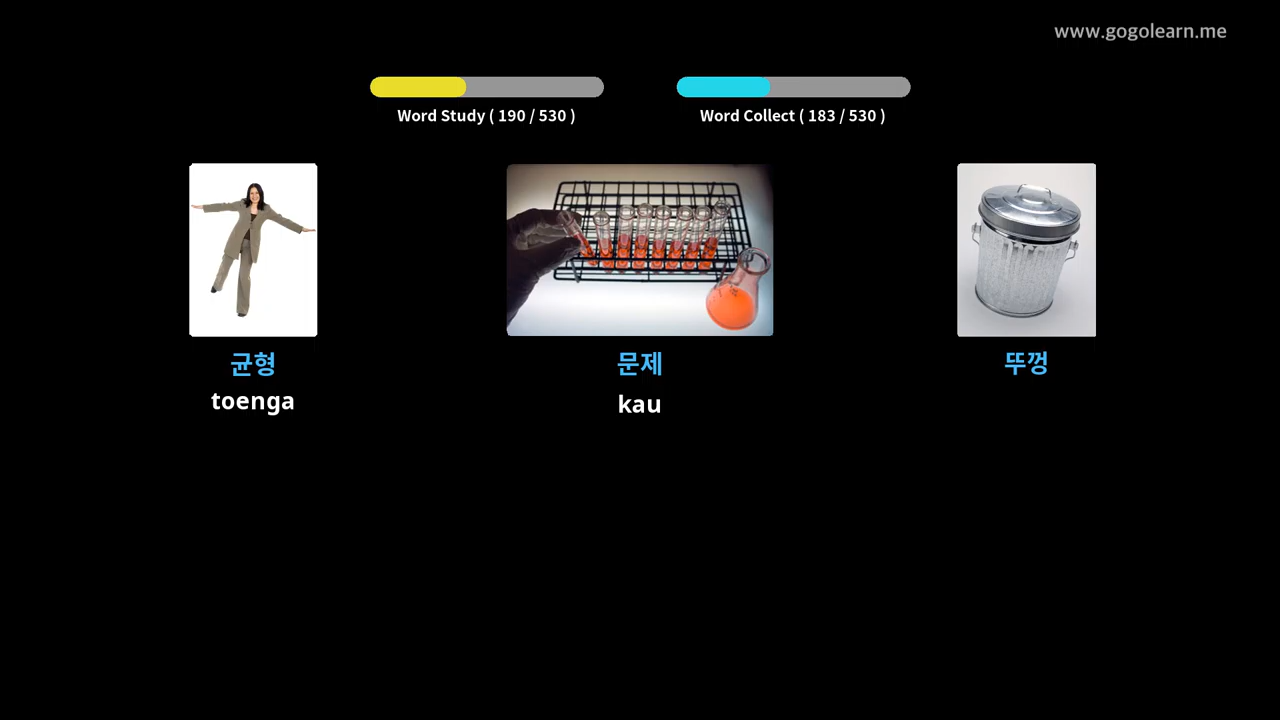 www.gogolearn.me
Word Study ( 190 / 530 )
Word Collect ( 183 / 530 )
균형
toenga
문제
kau
뚜껑